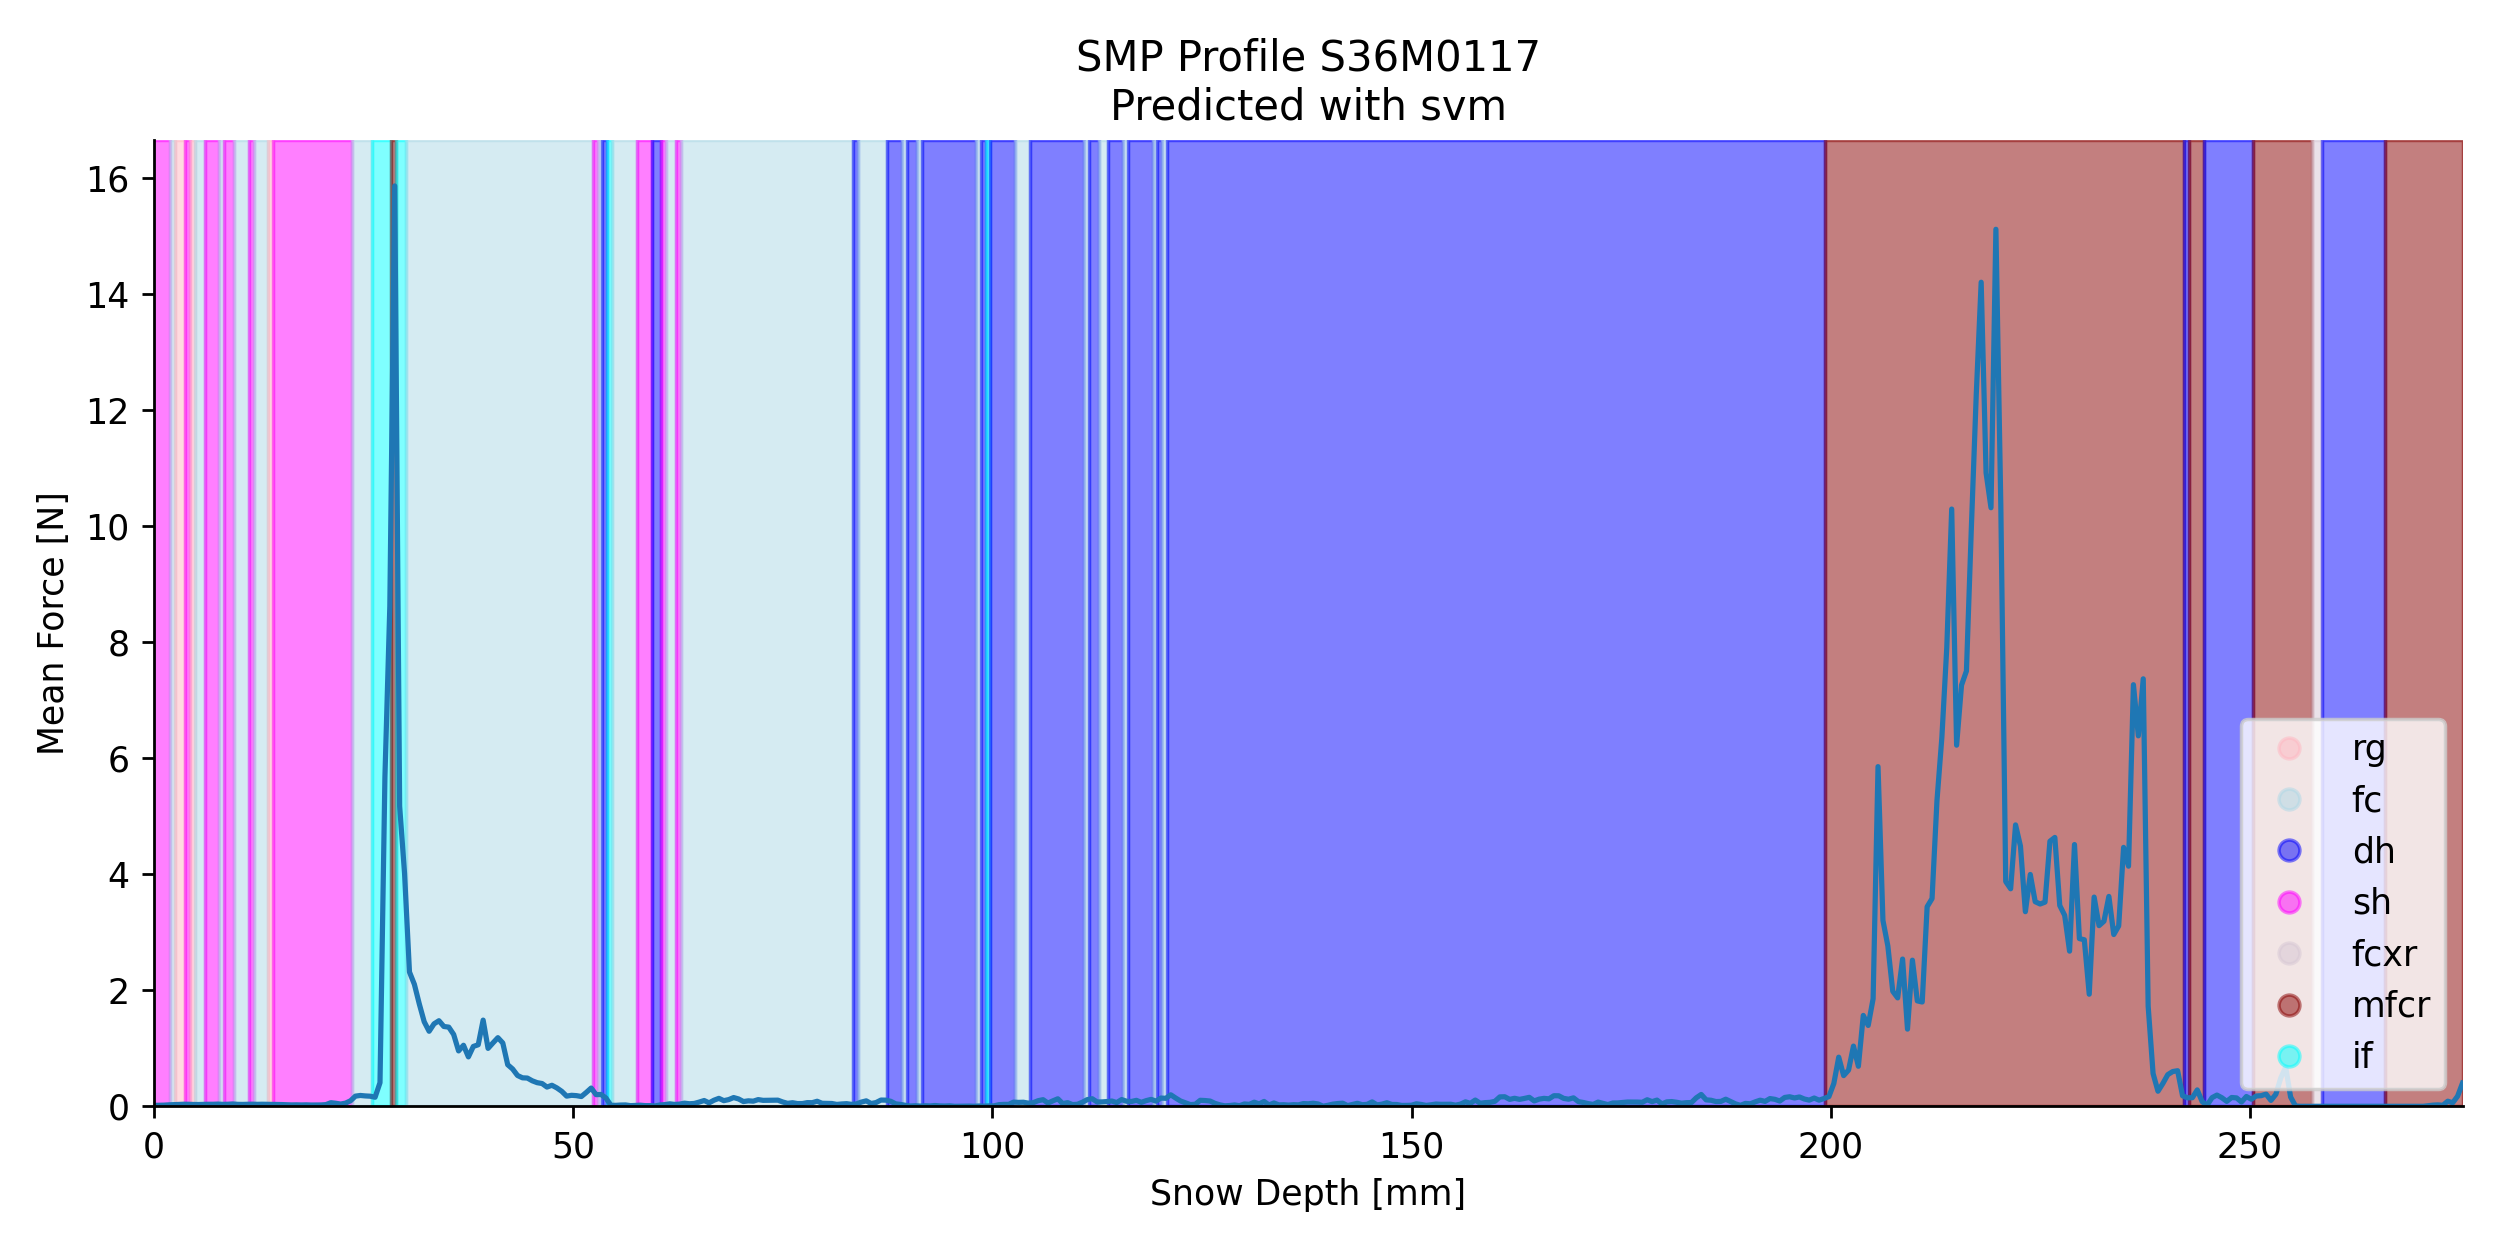 SMP Profile S36M0117
Predicted with svm
Mean Force [N]
16
14
12
10
8
6
4
2
0
0 50 100 150 200 250
Snow Depth [mm]
rg
fc
dh
sh
fcxr
mfcr
if